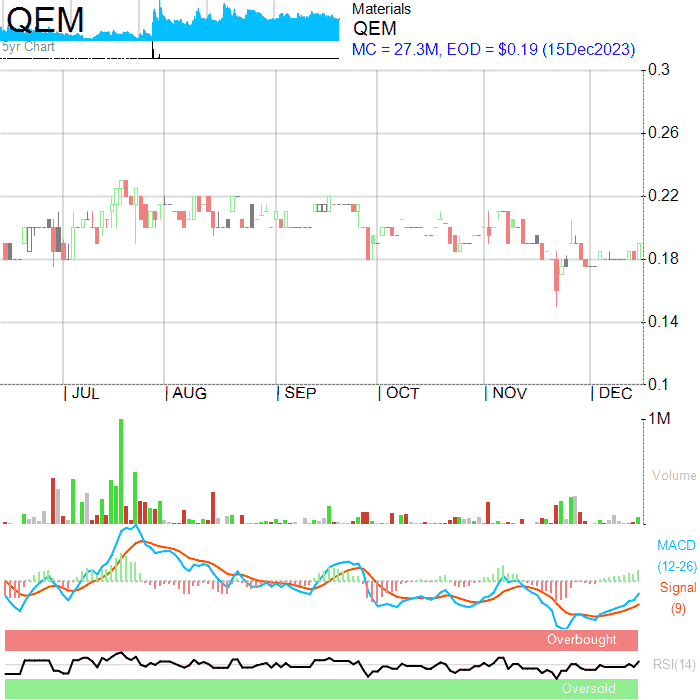 QEM
5yr Chart
Materials
QEM
MC = 27.3M, EOD = $0.19 (15Dec2023)
0.3
0.26
0.22
0.18
0.14
0.1
JUL AUG SEP OCT NOV DEC
1M
Volume
MACD
(12-26)
Signal
(9)
Overbought
RSI(14)
Oversold